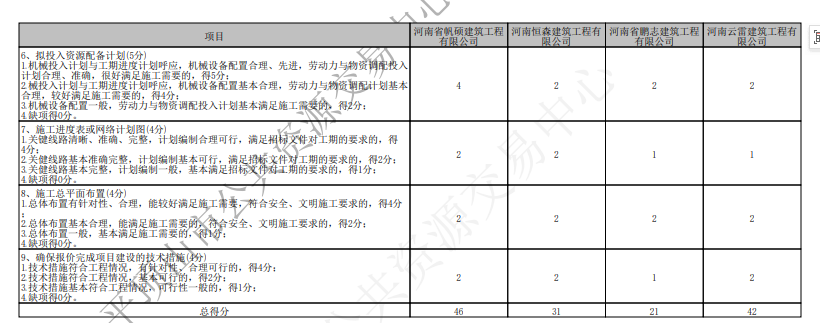 项目
河南省帆硕建筑工程
有限公司
河南恒森建筑工程有
限公司
河南省鹏志建筑工程
有限公司
河南云雷建筑工程有
限公司
6、拟投入资源配备计划(5分)
1.机械投入计划与工期进度计划呼应，机械设备配置合理、先进，劳动力与物资调配投入
计划合理、准确，很好满足施工需要的，得5分；
2.械投入计划与工期进度计划呼应，机械设备配置基本合理，劳动力与物资调配计划基本
合理，较好满足施工需要的，得4分；
3.机械设备配置一般，劳动力与物资调配投入计划基本满足施工需要的，得2分；
4.缺项得0分。
4
2
2
2
7、施工进度表或网络计划图(4分)
1.关键线路清晰、准确、完整，计划编制合理可行，满足招标文件对工期的要求的，得
4分；
2.关健线路基本准确完整，计划编制基本可行，满足招标文件对工期的要求的，得2分；
3.关健线路基本完整，计划编制一般，基本满足招标文件对工期的要求的，得1分；
4.缺项得0分。
2
2
1
1
8、施工总平面布置(4分)
1.总体布置有针对性、合理，能较好满足施工需要，符合安全、文明施工要求的，得4分
；
2.总体布置基本合理，能满足施工需要的，符合安全、文明施工要求的，得2分；
3.总体布置一般，基本满足施工需要的，得1分；
4.缺项得0分。
2
2
2
2
9、确保报价完成项目建设的技术措施(4分)
1.技术措施符合工程情况，有针对性、合理可行的，得4分；
2.技术措施符合工程情况，基本可行的，得2分；
3.技术措施基本符合工程情况，可行性一般的，得1分；
4.缺项得0分。
2
2
1
2
总得分
46
31
21
42
平顶山市公共资源交易中心
公共资源交易中心